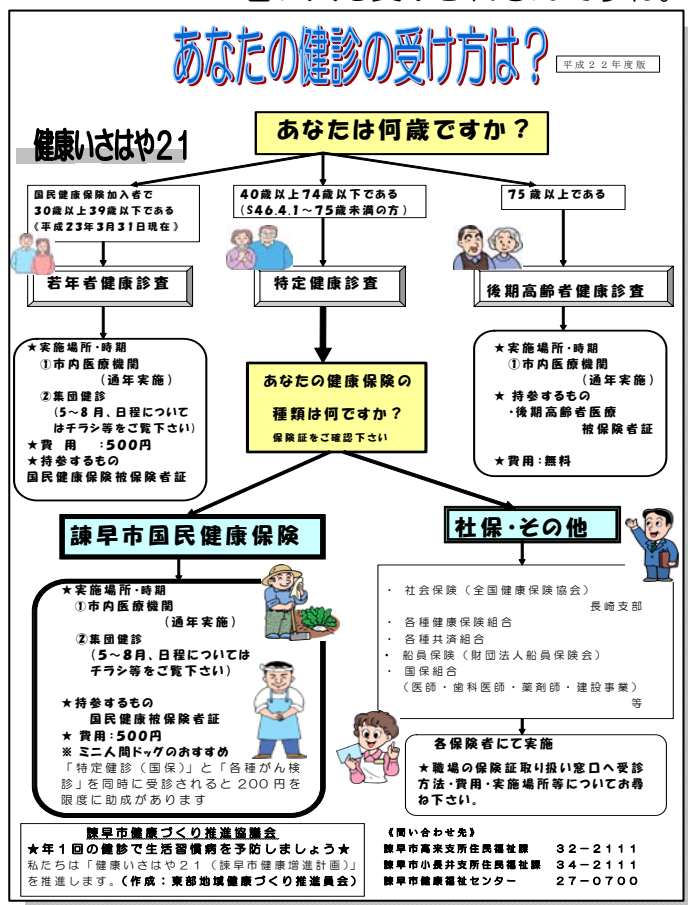 あなたの健診の受け方は？
平成２２年度版
健康いさはや２１
あなたは何歳ですか？
国民健康保険加入者で
３０歳以上３９歳以下である
《平成２３年３月３１日現在》
４０歳以上７４歳以下である
（Ｓ４６.４.１～７５歳未満の方）
７５歳以上である
若年者健康診査
特定健康診査
後期高齢者健康診査
★実施場所・時期
①市内医療機関
（通年実施）
②集団健診
（５～８月、日程について
はチラシ等をご覧下さい）
★費　用　：５００円
★持参するもの
国民健康保険被保険者証
あなたの健康保険の
種類は何ですか？
保険証をご確認下さい
★実施場所・時期
①市内医療機関
（通年実施）
★ 持参するもの
・後期高齢者医療
被保険者証
★費用：無料
諫早市国民健康保険
社保・その他
★実施場所・時期
①市内医療機関
（通年実施）
②集団健診
（５～８月、日程については
チラシ等をご覧下さい）
★持参するもの
国民健康被保険者証
★ 費用：５００円
※ ミニ人間ドッグのおすすめ
「特定健診（国保）」と「各種がん検
診」を同時に受診されると２００円を
限度に助成があります
・ 社会保険（全国健康保険協会）
長崎支部
・ 各種健康保険組合
・ 各種共済組合
・ 船員保険（財団法人船員保険会）
・ 国保組合
（医師・歯科医師・薬剤師・建設事業）
等
各保険者にて実施
★職場の保険証取り扱い窓口へ受診
方法・費用・実施場所等についてお尋
ね下さい。
諫早市健康づくり推進協議会
★年１回の健診で生活習慣病を予防しましょう★
私たちは「健康いさはや２１（諫早市健康増進計画）」
を推進します。（作成：東部地域健康づくり推進員会）
《問い合わせ先》
諫早市高来支所住民福祉課　３２－２１１１
諫早市小長井支所住民福祉課　３４－２１１１
諫早市健康福祉センター　２７－０７００